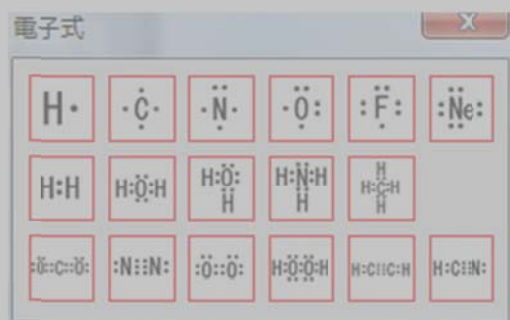 電子式 X
H· ·C· ·N· ·O: :F: :Ne:
H:H H:O:H H:O: H H:N:H H H H:C:H H
:O::C::O: :N⋮⋮N: :O::O: H:O:O:H H:C⋮⋮C:H H:C⋮⋮N: